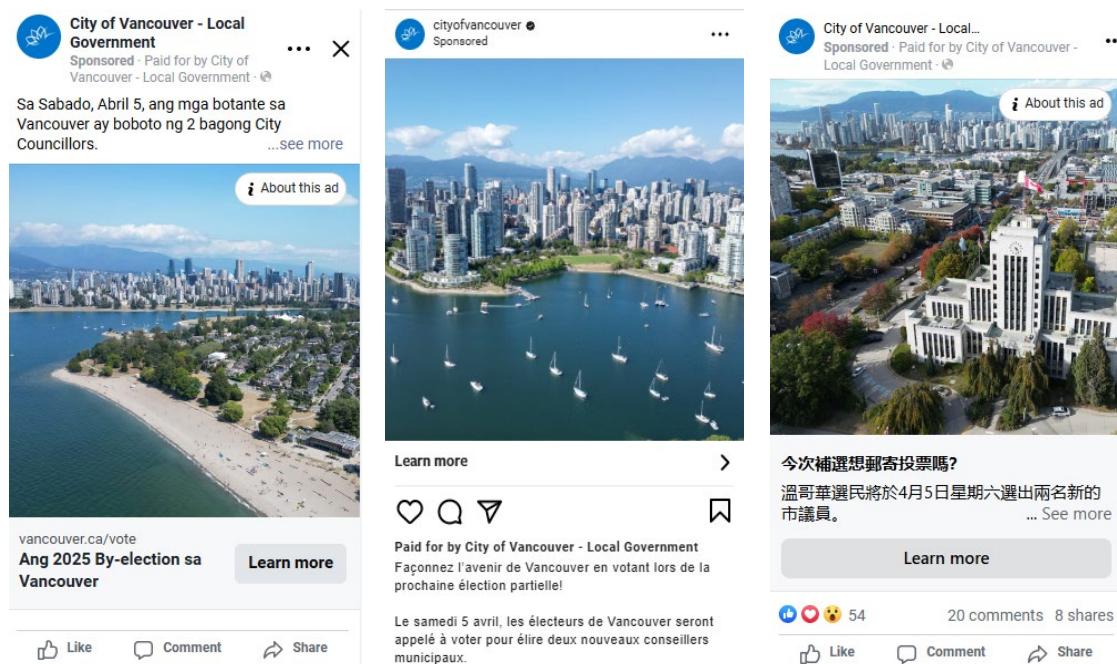 City of Vancouver - Local
Government
Sponsored · Paid for by City of
Vancouver - Local Government ·
Sa Sabado, Abril 5, ang mga botante sa
Vancouver ay boboto ng 2 bagong City
Councillors. ...see more
About this ad
vancouver.ca/vote
Ang 2025 By-election sa
Vancouver
Learn more
Like Comment Share
cityofvancouver
Sponsored
Learn more
Paid for by City of Vancouver - Local Government
Façonnez l'avenir de Vancouver en votant lors de la
prochaine élection partielle!
Le samedi 5 avril, les électeurs de Vancouver seront
appelé à voter pour élire deux nouveaux conseillers
municipaux.
City of Vancouver - Local...
Sponsored · Paid for by City of Vancouver -
Local Government ·
About this ad
今次補選想郵寄投票嗎?
溫哥華選民將於4月5日星期六選出兩名新的
市議員。 ... See more
Learn more
54 20 comments 8 shares
Like Comment Share